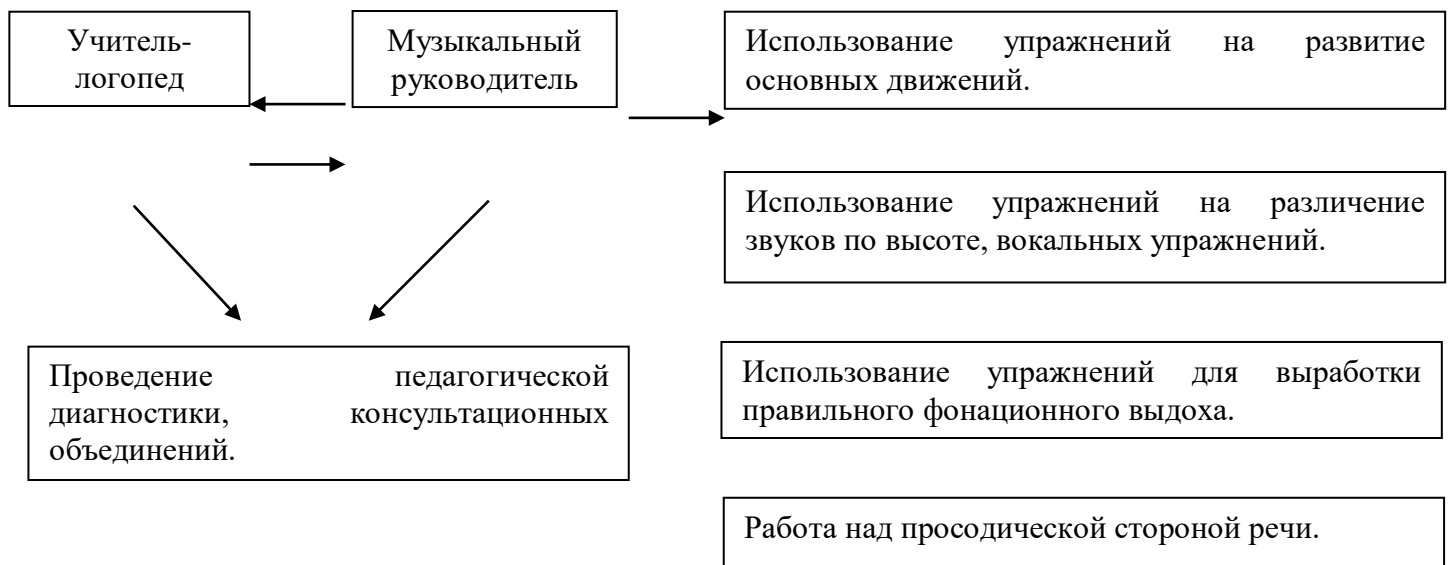 Учитель-
логопед
Музыкальный
руководитель
Использование упражнений на развитие
основных движений.
Использование упражнений на различение
звуков по высоте, вокальных упражнений.
Проведение педагогической
диагностики, консультационных
объединений.
Использование упражнений для выработки
правильного фонационного выдоха.
Работа над просодической стороной речи.